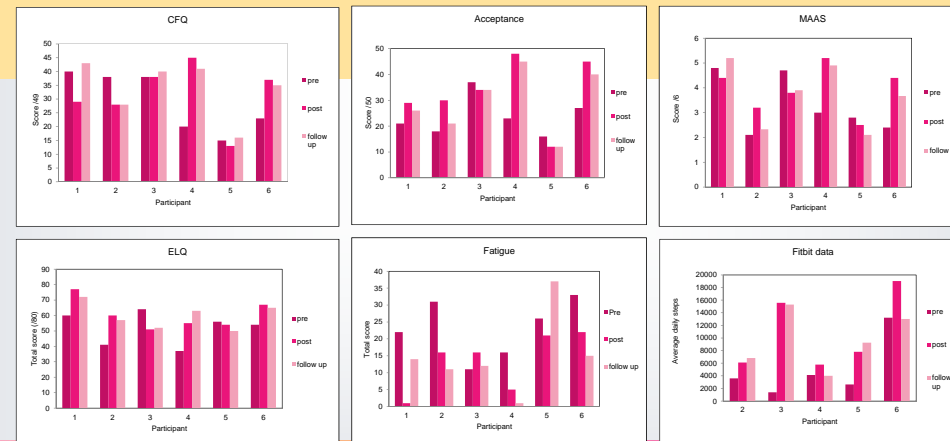 CFQ
Score /49
50
45
40
35
30
25
20
15
10
5
0
1 2 3 4 5 6
Participant
pre
post
follow
up
Acceptance
Score /50
50
40
30
20
10
0
1 2 3 4 5 6
Participant
pre
post
follow
up
MAAS
Score /6
6
5
4
3
2
1
0
1 2 3 4 5 6
Participant
pre
post
follow
ELQ
Total score (/80)
90
80
70
60
50
40
30
20
10
0
1 2 3 4 5 6
Participant
pre
post
follow up
Fatigue
Total score
40
35
30
25
20
15
10
5
0
1 2 3 4 5 6
Participant
Pre
post
follow up
Fitbit data
Average daily steps
20000
18000
16000
14000
12000
10000
8000
6000
4000
2000
0
2 3 4 5 6
Participant
pre
post
follow
up